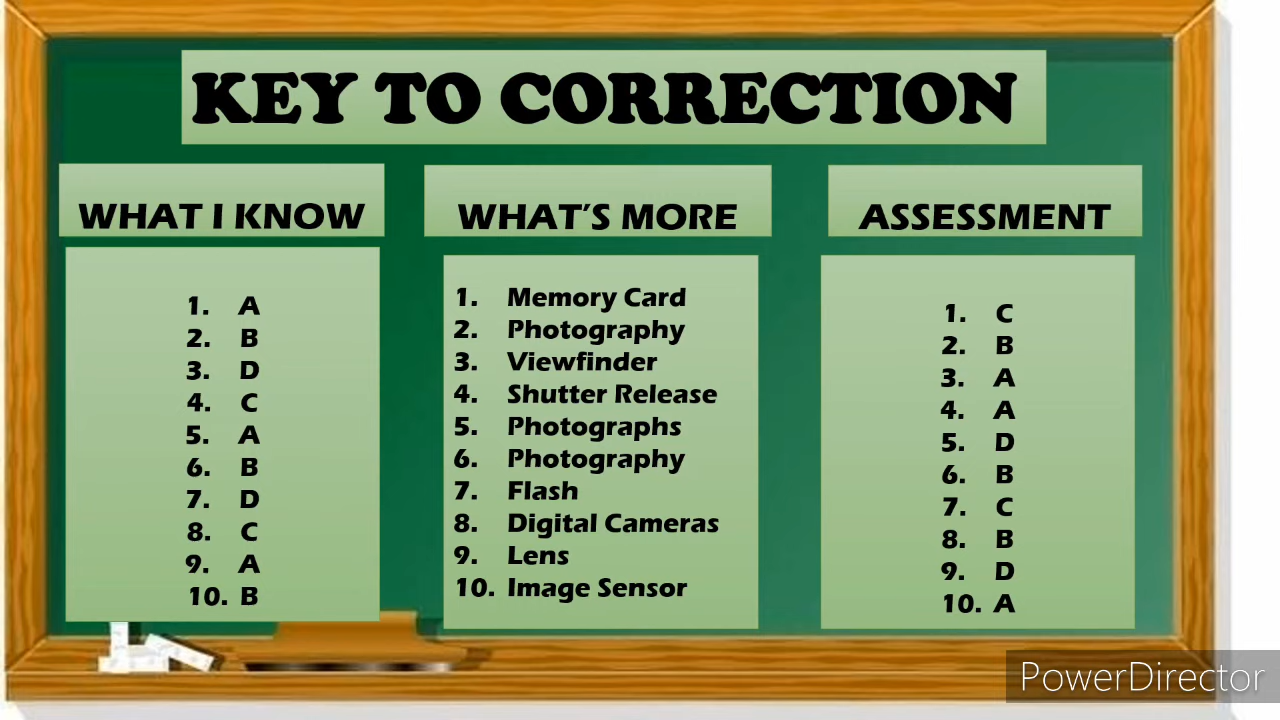 KEY TO CORRECTION
WHAT I KNOW
1. A
2. B
3. D
4. C
5. A
6. B
7. D
8. C
9. A
10. B
WHAT’S MORE
1. Memory Card
2. Photography
3. Viewfinder
4. Shutter Release
5. Photographs
6. Photography
7. Flash
8. Digital Cameras
9. Lens
10. Image Sensor
ASSESSMENT
1. C
2. B
3. A
4. A
5. D
6. B
7. C
8. B
9. D
10. A
PowerDirector